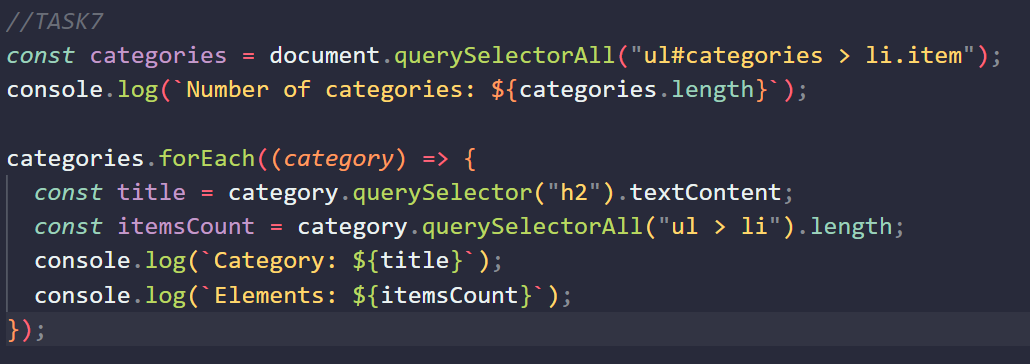 //TASK7
const categories = document.querySelectorAll("ul#categories > li.item");
console.log(`Number of categories: ${categories.length}`);

categories.forEach((category) => {
  const title = category.querySelector("h2").textContent;
  const itemsCount = category.querySelectorAll("ul > li").length;
  console.log(`Category: ${title}`);
  console.log(`Elements: ${itemsCount}`);
});